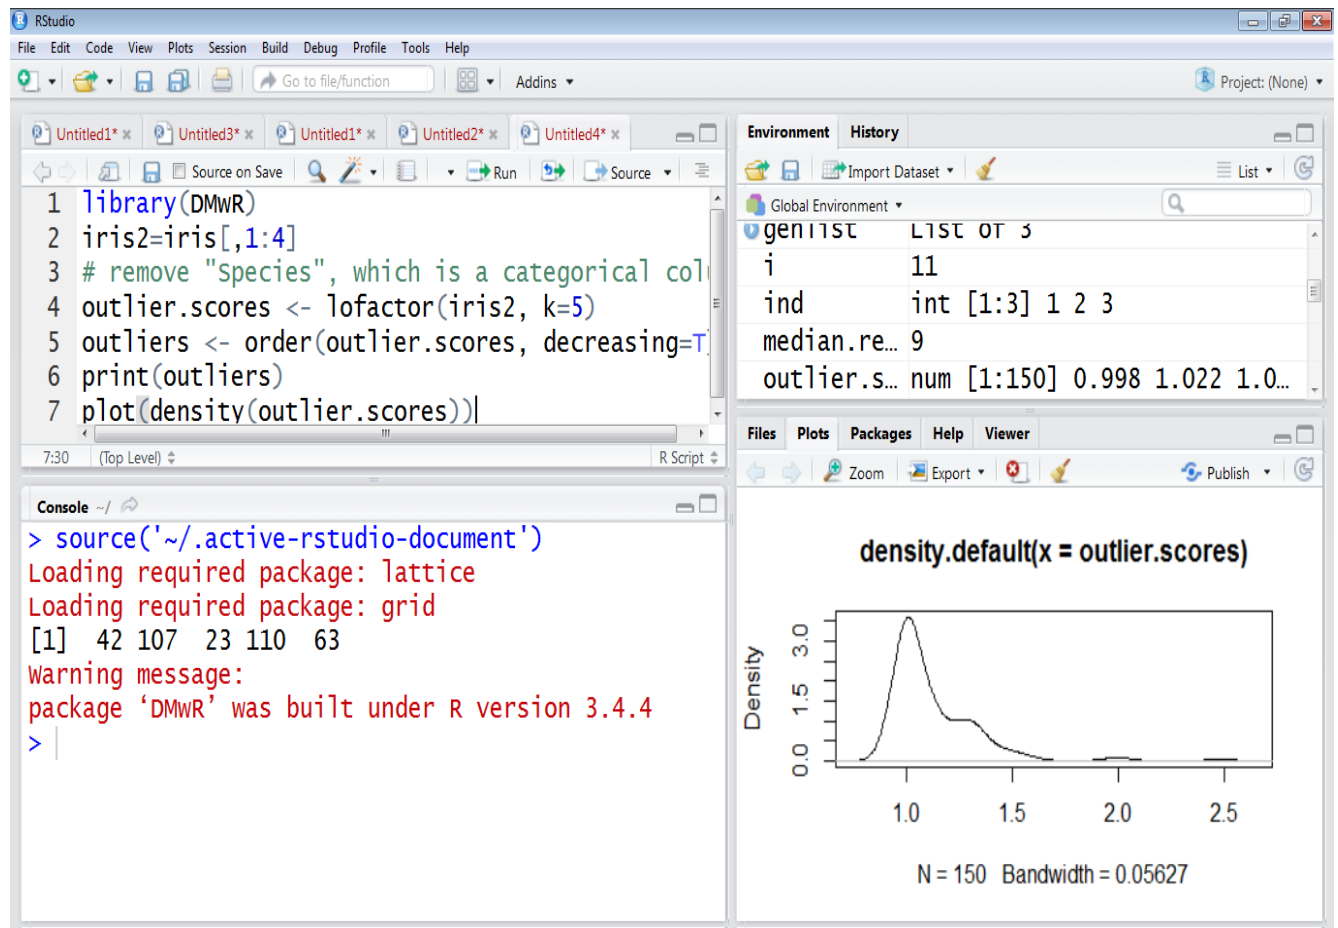 RStudio
File Edit Code View Plots Session Build Debug Profile Tools Help
Go to file/function Addins Project: (None)
Untitled1* Untitled3* Untitled1* Untitled2* Untitled4*
Source on Save Run Source
1 library(DMwR)
2 iris2=iris[,1:4]
3 # remove "Species", which is a categorical col
4 outlier.scores <- lofactor(iris2, k=5)
5 outliers <- order(outlier.scores, decreasing=T
6 print(outliers)
7 plot(density(outlier.scores))
7:30 (Top Level) R Script
Console ~/
> source('~/.active-rstudio-document')
Loading required package: lattice
Loading required package: grid
[1] 42 107 23 110 63
Warning message:
package ‘DMwR’ was built under R version 3.4.4
>
Environment History
Import Dataset List
Global Environment
genlist List of 3
i 11
ind int [1:3] 1 2 3
median.re… 9
outlier.s… num [1:150] 0.998 1.022 1.0…
Files Plots Packages Help Viewer
Zoom Export Publish
density.default(x = outlier.scores)
Density
0.0 1.5 3.0
1.0 1.5 2.0 2.5
N = 150 Bandwidth = 0.05627